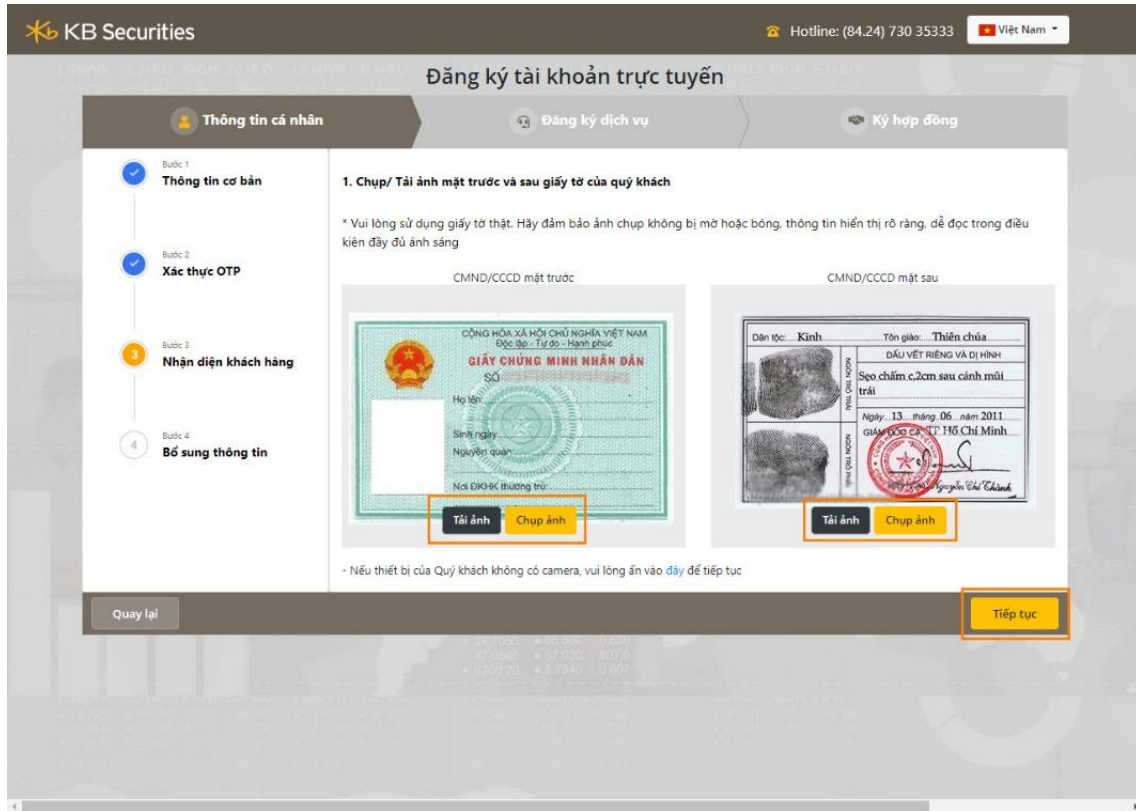 KB Securities
Hotline: (84.24) 730 35333
Việt Nam
Đăng ký tài khoản trực tuyến
Thông tin cá nhân
Đăng ký dịch vụ
Ký hợp đồng
Bước 1
Thông tin cơ bản
Bước 2
Xác thực OTP
Bước 3
3
Nhận diện khách hàng
Bước 4
4
Bổ sung thông tin
1. Chụp/ Tải ảnh mặt trước và sau giấy tờ của quý khách
* Vui lòng sử dụng giấy tờ thật. Hãy đảm bảo ảnh chụp không bị mờ hoặc bóng, thông tin hiển thị rõ ràng, dễ đọc trong điều
kiện đầy đủ ánh sáng
CMND/CCCD mặt trước
CỘNG HÒA XÃ HỘI CHỦ NGHĨA VIỆT NAM
Độc lập - Tự do - Hạnh phúc
GIẤY CHỨNG MINH NHÂN DÂN
SỐ
Họ tên
Sinh ngày
Nguyên quán
Nơi ĐKHK thường trú:
Tải ảnh
Chụp ảnh
CMND/CCCD mặt sau
Dân tộc: Kinh Tôn giáo: Thiên chúa
DẤU VẾT RIÊNG VÀ DỊ HÌNH
Sẹo chấm c,2cm sau cánh mũi
trái
NGÓN TRỎ TRÁI
Ngày 13 tháng 06 năm 2011
GIÁM ĐỐC CA TP Hồ Chí Minh
NGÓN TRỎ PHẢI
Nguyễn Chí Thành
Tải ảnh
Chụp ảnh
- Nếu thiết bị của Quý khách không có camera, vui lòng ấn vào đây để tiếp tục
Quay lại
Tiếp tục